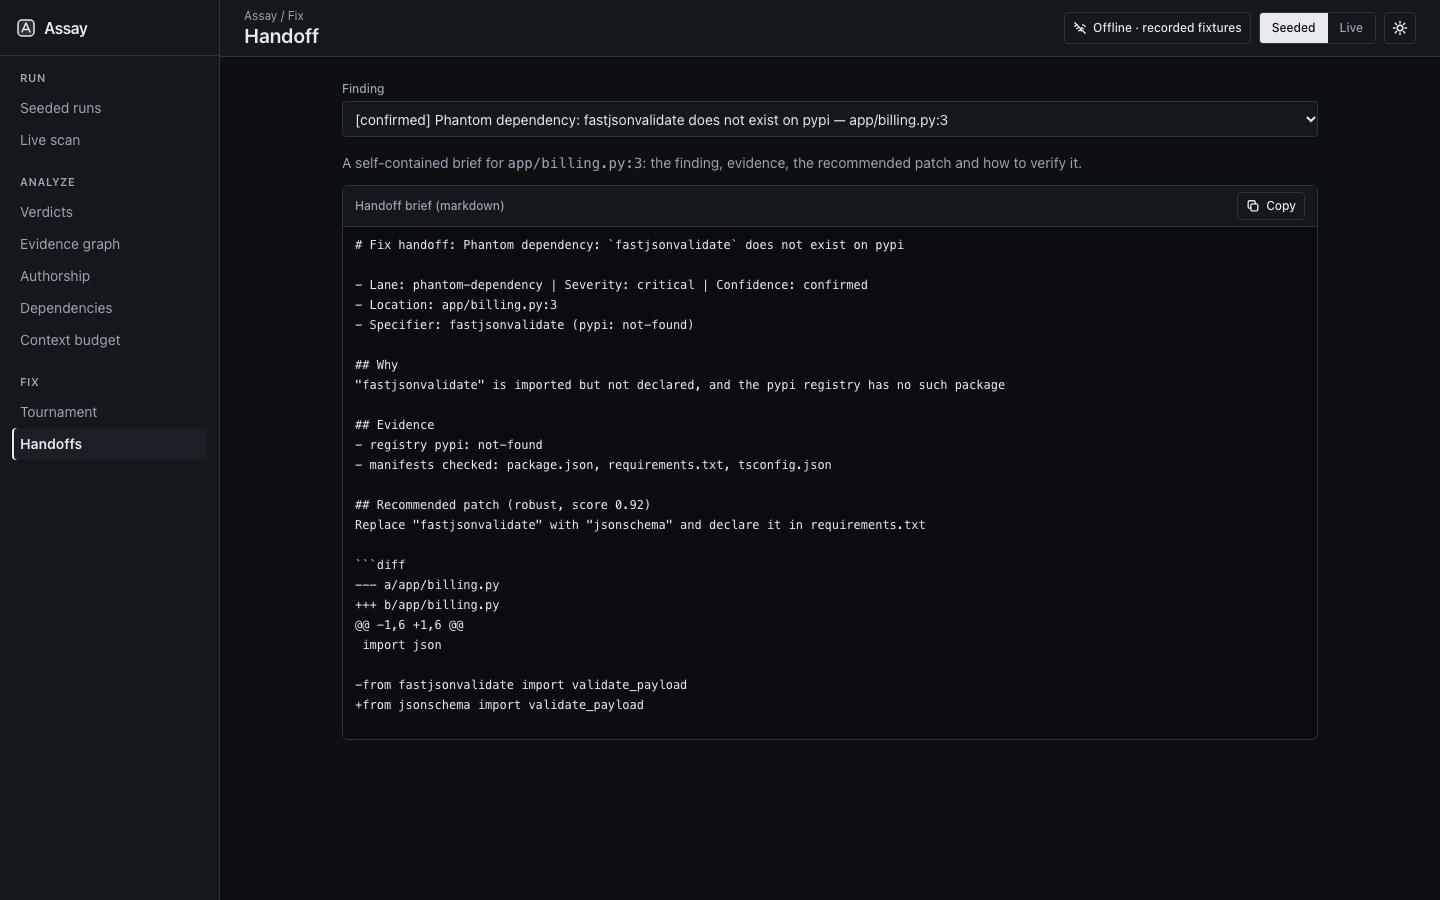 Assay
RUN
Seeded runs
Live scan
ANALYZE
Verdicts
Evidence graph
Authorship
Dependencies
Context budget
FIX
Tournament
Handoffs
Assay / Fix
Handoff
Offline · recorded fixtures
Seeded
Live
Finding
[confirmed] Phantom dependency: fastjsonvalidate does not exist on pypi — app/billing.py:3
A self-contained brief for app/billing.py:3: the finding, evidence, the recommended patch and how to verify it.
Handoff brief (markdown)
Copy
# Fix handoff: Phantom dependency: `fastjsonvalidate` does not exist on pypi
- Lane: phantom-dependency | Severity: critical | Confidence: confirmed
- Location: app/billing.py:3
- Specifier: fastjsonvalidate (pypi: not-found)
## Why
"fastjsonvalidate" is imported but not declared, and the pypi registry has no such package
## Evidence
- registry pypi: not-found
- manifests checked: package.json, requirements.txt, tsconfig.json
## Recommended patch (robust, score 0.92)
Replace "fastjsonvalidate" with "jsonschema" and declare it in requirements.txt
```diff
--- a/app/billing.py
+++ b/app/billing.py
@@ -1,6 +1,6 @@
 import json
-from fastjsonvalidate import validate_payload
+from jsonschema import validate_payload